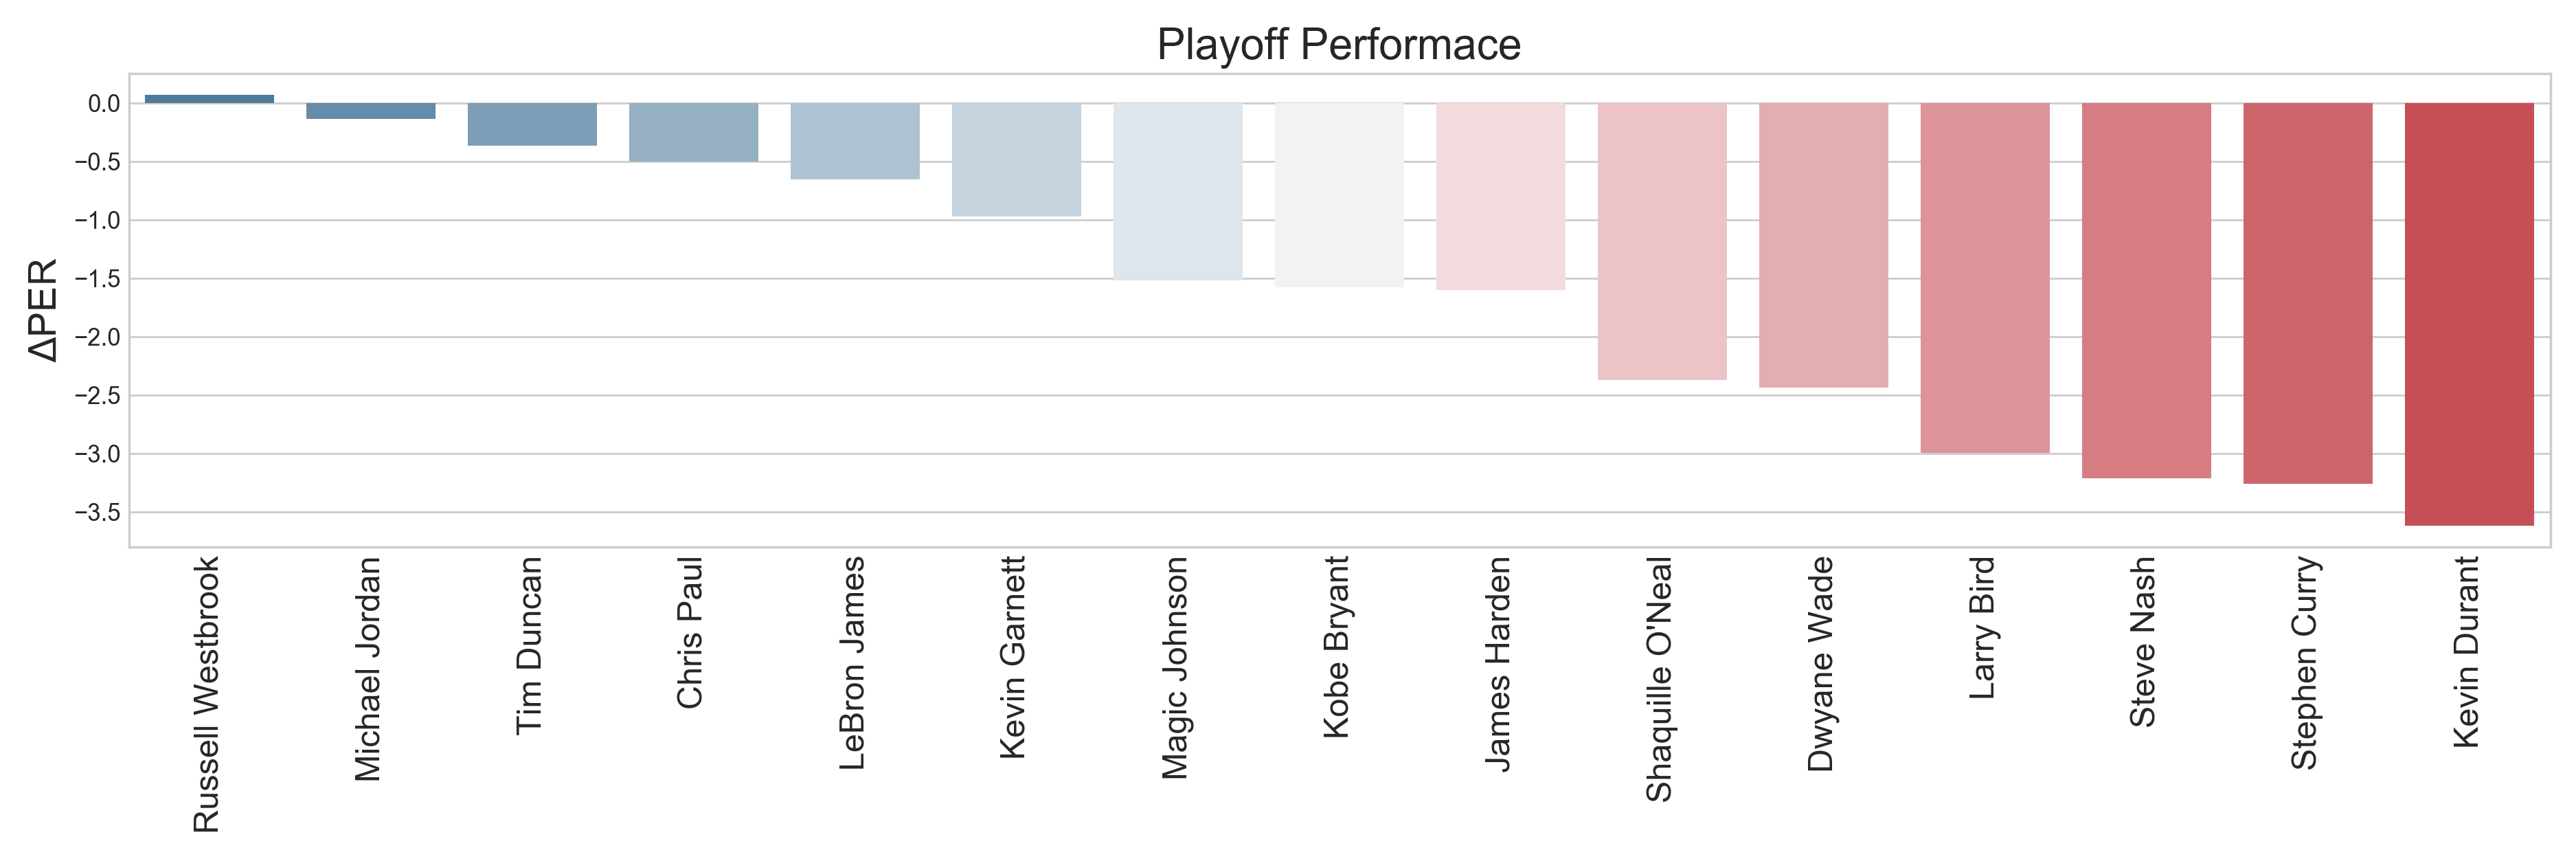 Playoff Performace
ΔPER
0.0
−0.5
−1.0
−1.5
−2.0
−2.5
−3.0
−3.5
Russell Westbrook
Michael Jordan
Tim Duncan
Chris Paul
LeBron James
Kevin Garnett
Magic Johnson
Kobe Bryant
James Harden
Shaquille O'Neal
Dwyane Wade
Larry Bird
Steve Nash
Stephen Curry
Kevin Durant